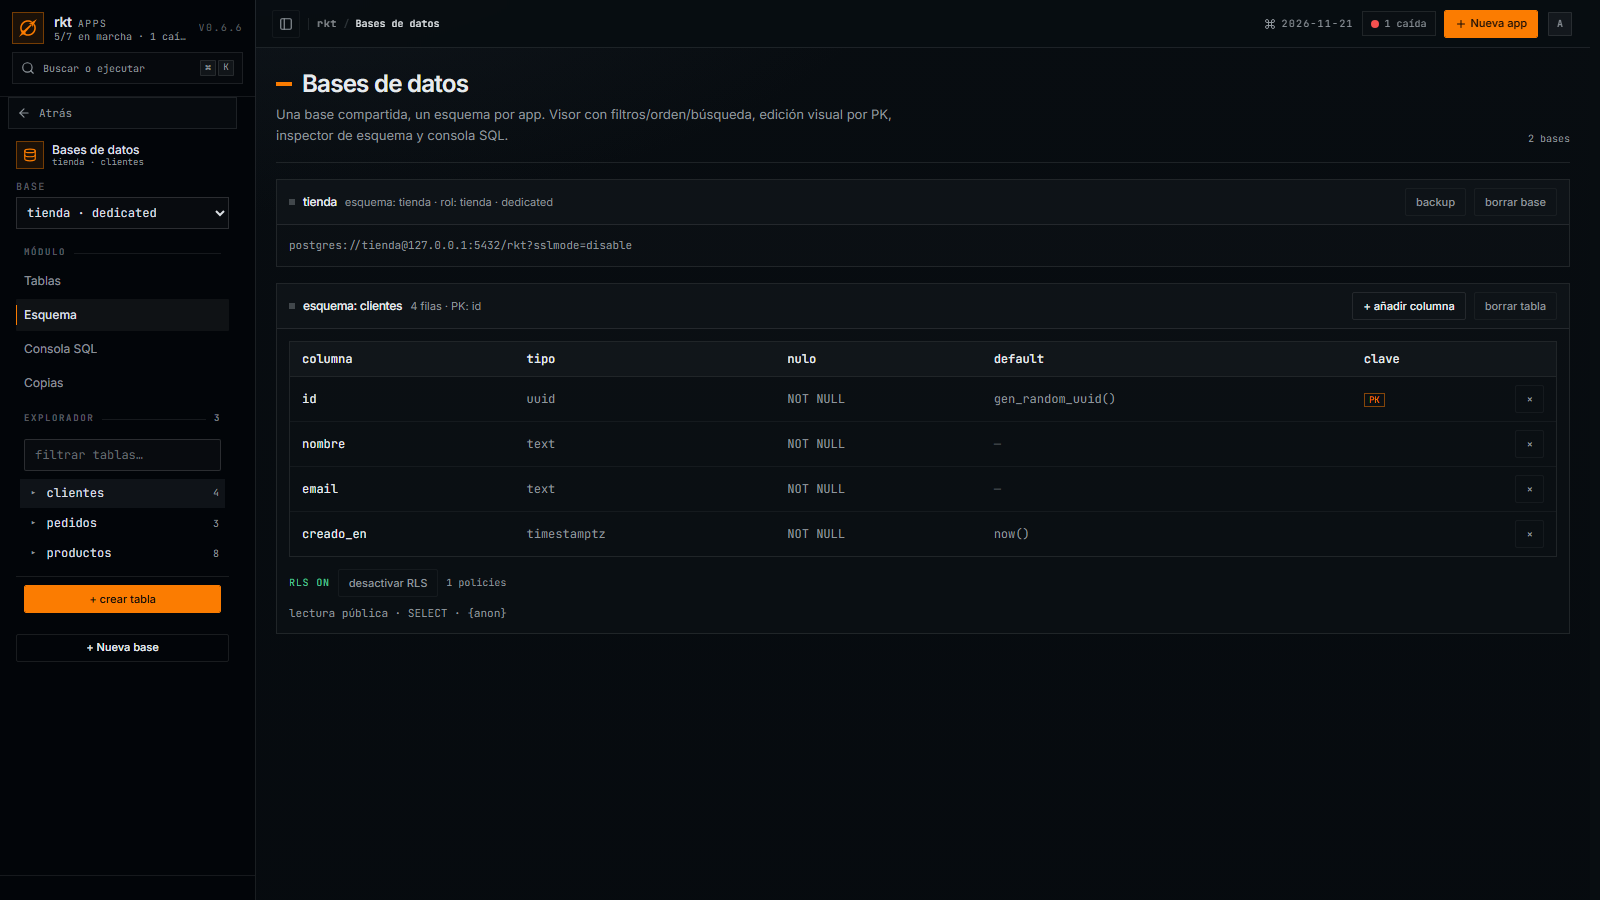 rkt APPS
V0.6.6
5/7 en marcha · 1 caí…
Buscar o ejecutar
⌘ K
Atrás
Bases de datos
tienda · clientes
BASE
tienda · dedicated
MÓDULO
Tablas
Esquema
Consola SQL
Copias
EXPLORADOR 3
filtrar tablas…
▸ clientes 4
▸ pedidos 3
▸ productos 8
+ crear tabla
+ Nueva base
rkt / Bases de datos
⌘ 2026-11-21
1 caída
+ Nueva app
A
Bases de datos
Una base compartida, un esquema por app. Visor con filtros/orden/búsqueda, edición visual por PK,
inspector de esquema y consola SQL.
2 bases
tienda esquema: tienda · rol: tienda · dedicated
backup
borrar base
postgres://tienda@127.0.0.1:5432/rkt?sslmode=disable
esquema: clientes 4 filas · PK: id
+ añadir columna
borrar tabla
columna tipo nulo default clave
id uuid NOT NULL gen_random_uuid() PK ×
nombre text NOT NULL — ×
email text NOT NULL — ×
creado_en timestamptz NOT NULL now() ×
RLS ON desactivar RLS 1 policies
lectura pública · SELECT · {anon}